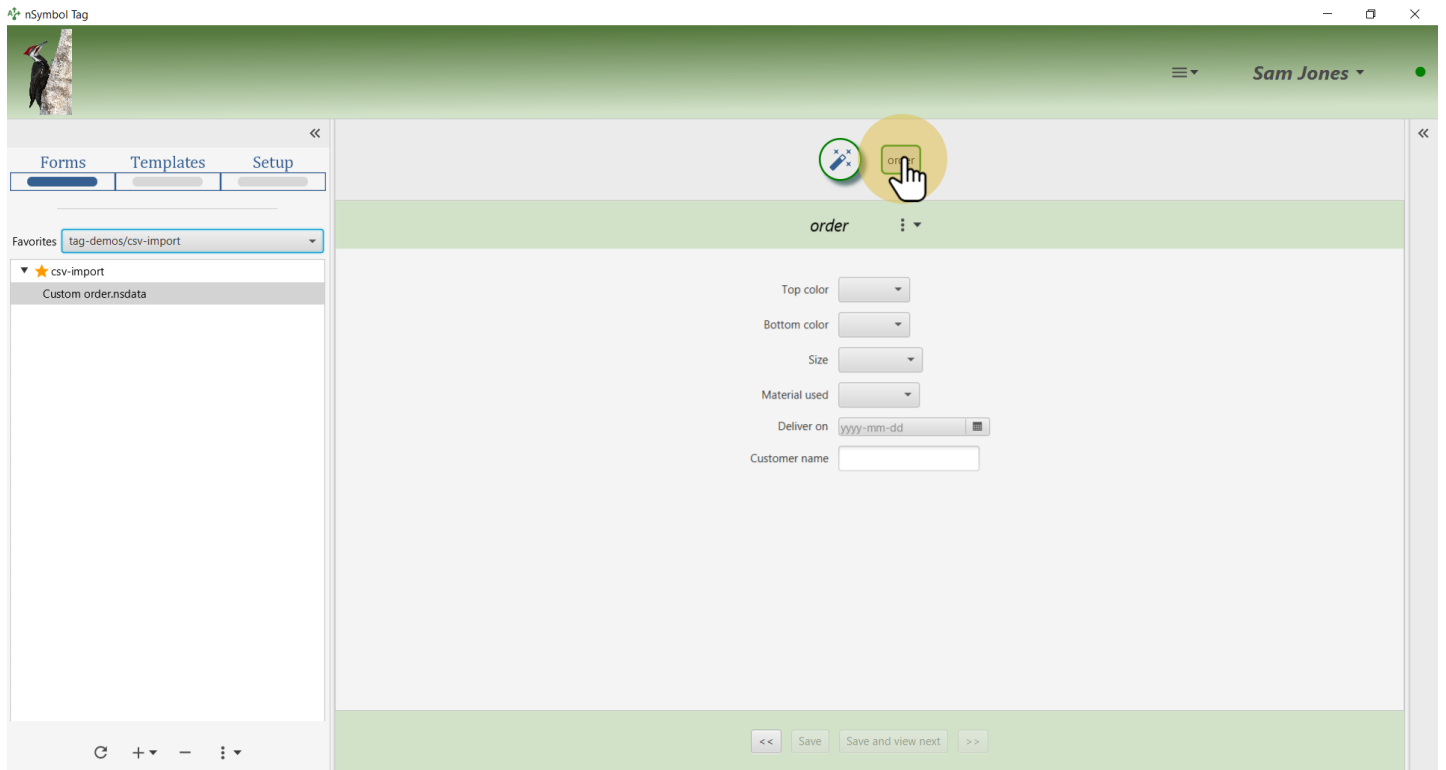 nSymbol Tag
Sam Jones
«
«
Forms Templates Setup
order
order
Favorites tag-demos/csv-import
csv-import
Custom order.nsdata
Top color
Bottom color
Size
Material used
Deliver on yyyy-mm-dd
Customer name
<< Save Save and view next >>